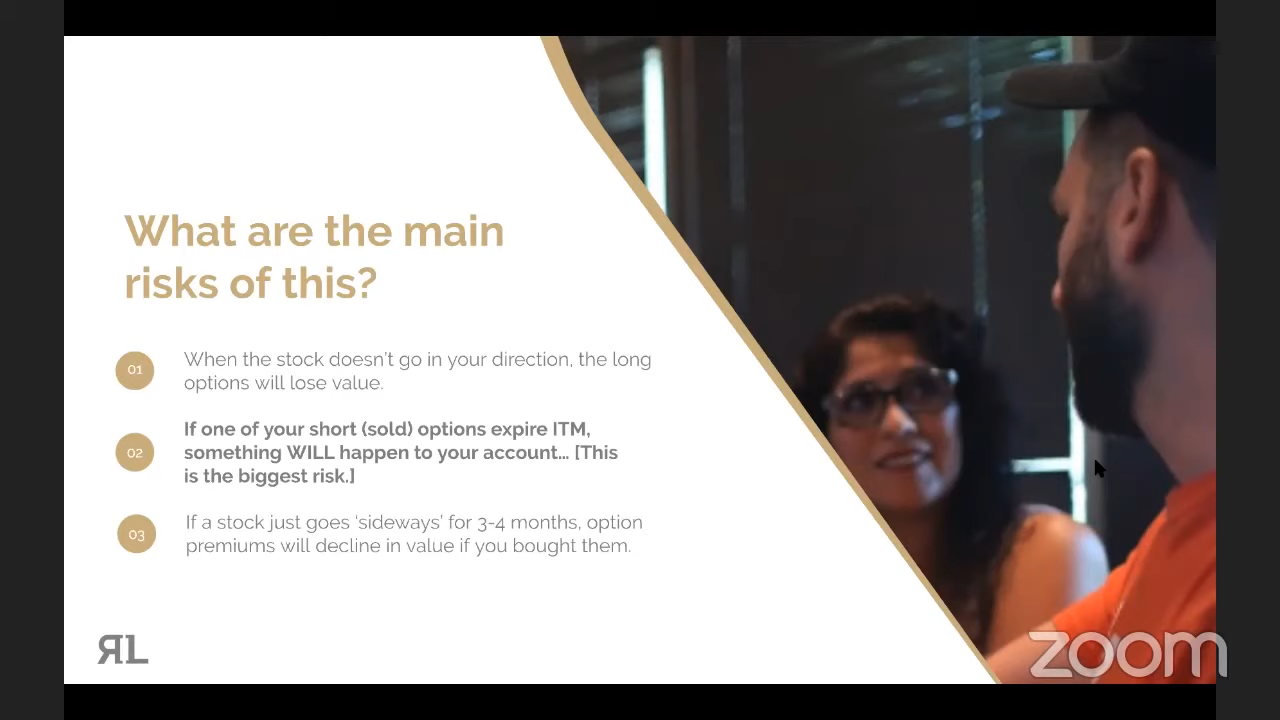 What are the main
risks of this?
01
When the stock doesn't go in your direction, the long
options will lose value.
02
If one of your short (sold) options expire ITM,
something WILL happen to your account... [This
is the biggest risk.]
03
If a stock just goes 'sideways' for 3-4 months, option
premiums will decline in value if you bought them.
RL
zoom